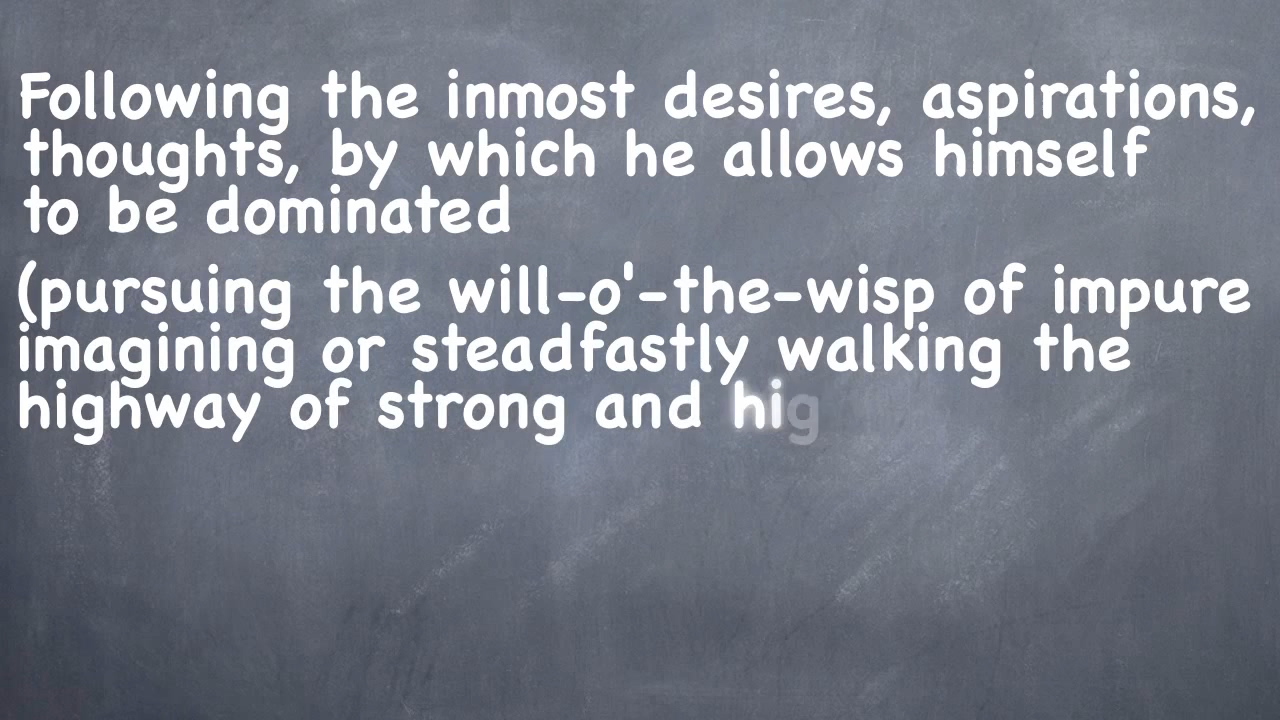 Following the inmost desires, aspirations,
thoughts, by which he allows himself
to be dominated
(pursuing the will-o'-the-wisp of impure
imagining or steadfastly walking the
highway of strong and hig